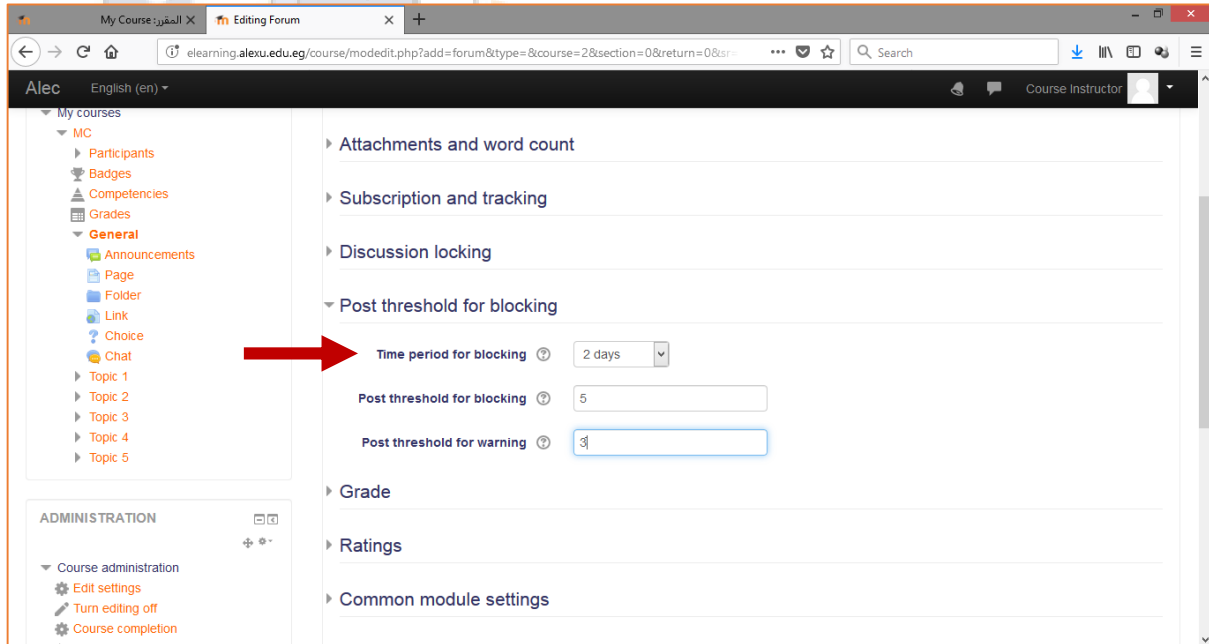 My Course :المقرر
Editing Forum
elearning.alexu.edu.eg/course/modedit.php?add=forum&type=&course=2&section=0&return=0&sr
Search
Alec
English (en)
Course Instructor
My courses
MC
Participants
Badges
Competencies
Grades
General
Announcements
Page
Folder
Link
Choice
Chat
Topic 1
Topic 2
Topic 3
Topic 4
Topic 5
ADMINISTRATION
Course administration
Edit settings
Turn editing off
Course completion
Attachments and word count
Subscription and tracking
Discussion locking
Post threshold for blocking
Time period for blocking 2 days
Post threshold for blocking 5
Post threshold for warning 3
Grade
Ratings
Common module settings